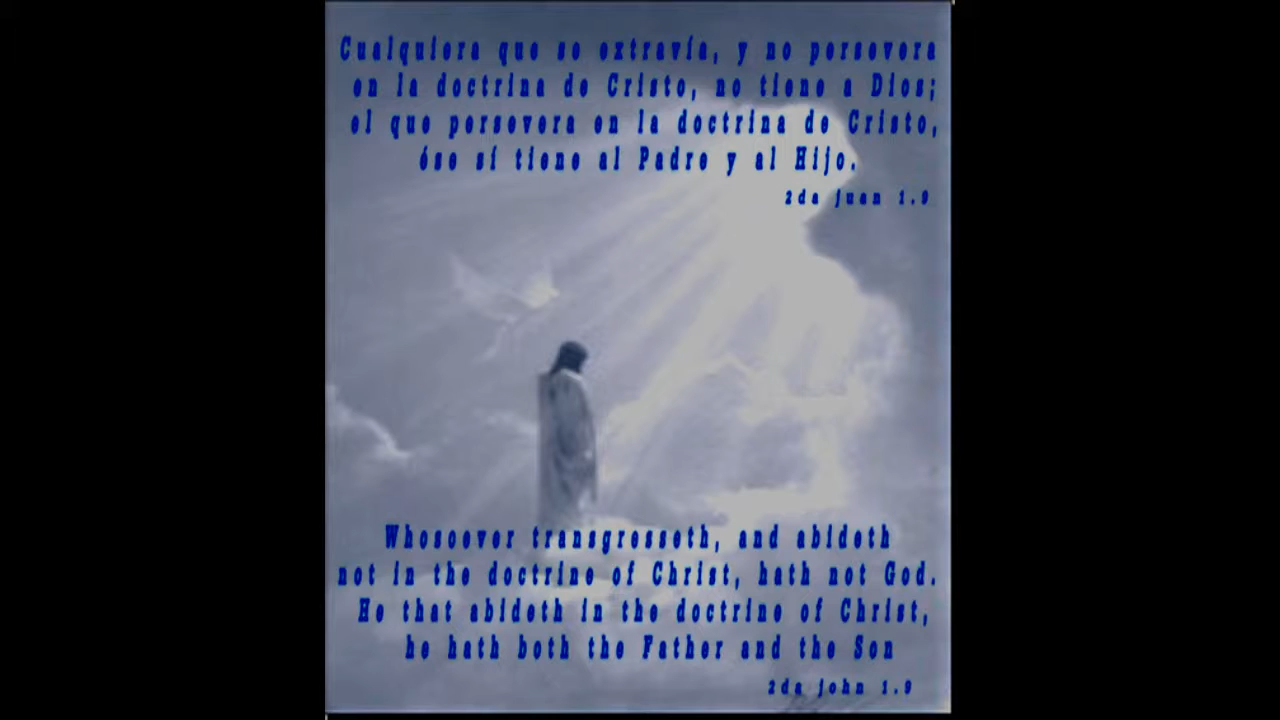 Cualquiera que se extravía, y no persevera
en la doctrina de Cristo, no tiene a Dios;
el que persevera en la doctrina de Cristo,
ése sí tiene al Padre y al Hijo.
2da juan 1.9
Whosoever transgresseth, and abideth
not in the doctrine of Christ, hath not God.
He that abideth in the doctrine of Christ,
he hath both the Father and the Son
2da john 1.9